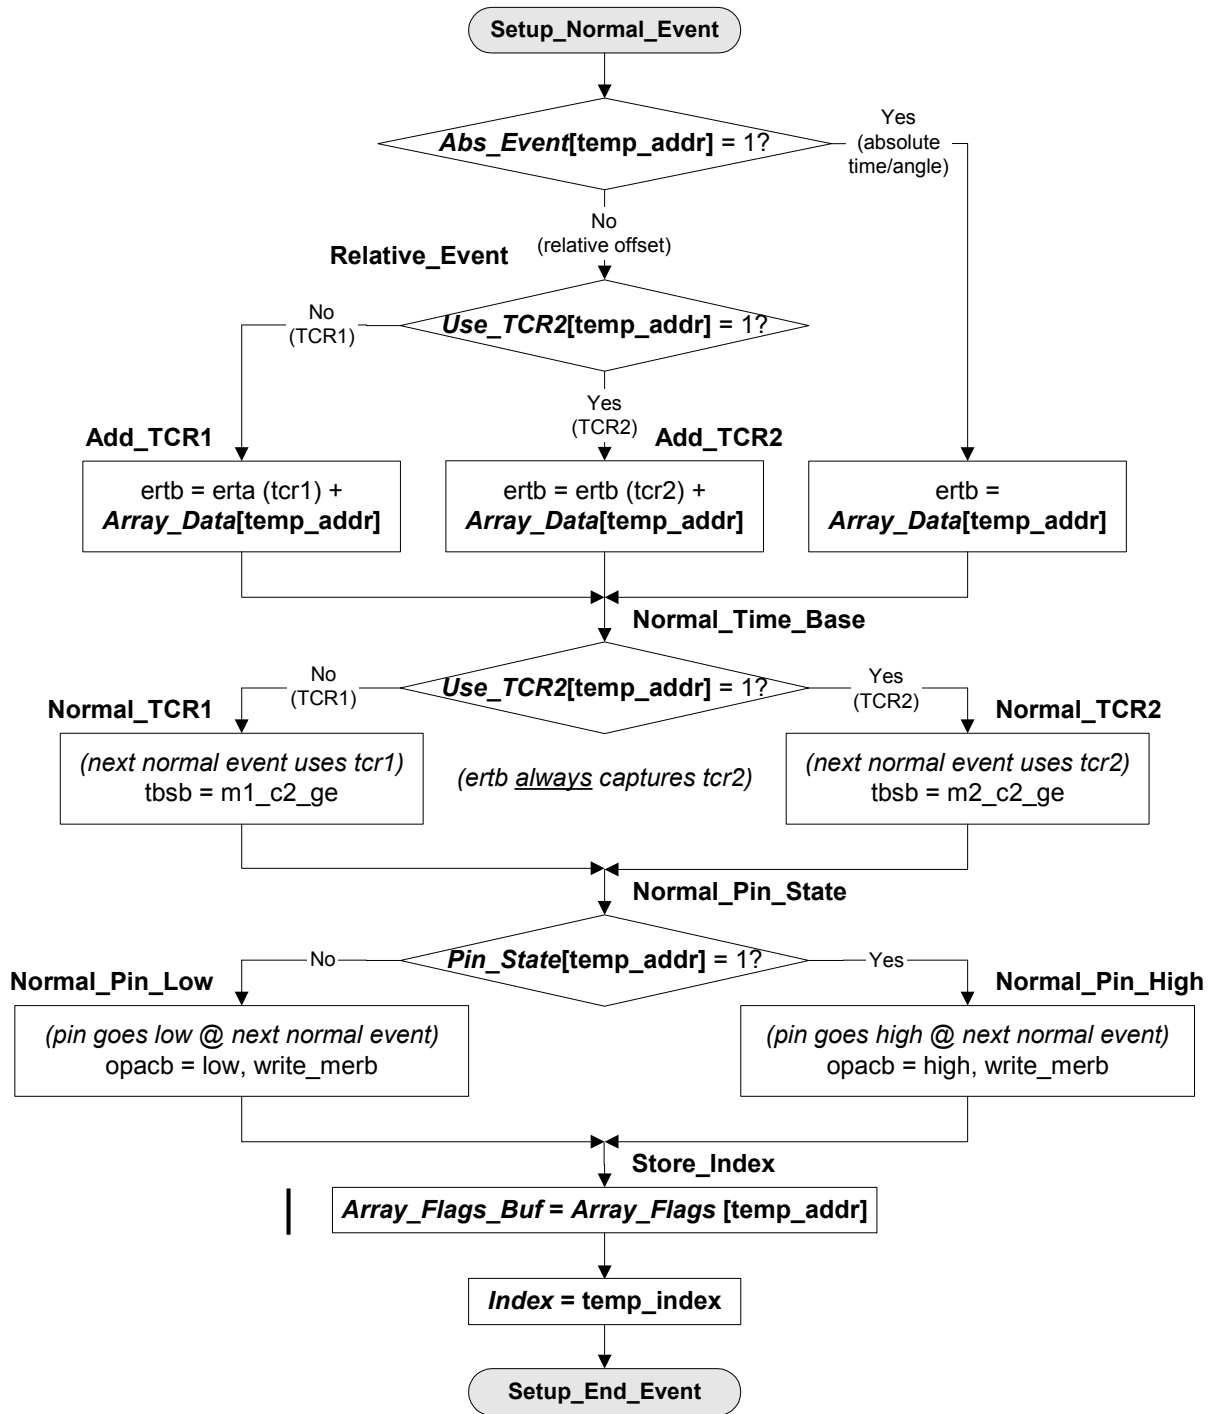 Setup_Normal_Event
Abs_Event[temp_addr] = 1?
Yes
(absolute
time/angle)
No
(relative offset)
Relative_Event
Use_TCR2[temp_addr] = 1?
No
(TCR1)
Yes
(TCR2)
Add_TCR1
ertb = erta (tcr1) +
Array_Data[temp_addr]
Add_TCR2
ertb = ertb (tcr2) +
Array_Data[temp_addr]
ertb =
Array_Data[temp_addr]
Normal_Time_Base
Use_TCR2[temp_addr] = 1?
No
(TCR1)
Yes
(TCR2)
Normal_TCR1
(next normal event uses tcr1)
tbsb = m1_c2_ge
(ertb always captures tcr2)
Normal_TCR2
(next normal event uses tcr2)
tbsb = m2_c2_ge
Normal_Pin_State
Pin_State[temp_addr] = 1?
No
Yes
Normal_Pin_Low
(pin goes low @ next normal event)
opacb = low, write_merb
Normal_Pin_High
(pin goes high @ next normal event)
opacb = high, write_merb
Store_Index
Array_Flags_Buf = Array_Flags [temp_addr]
Index = temp_index
Setup_End_Event